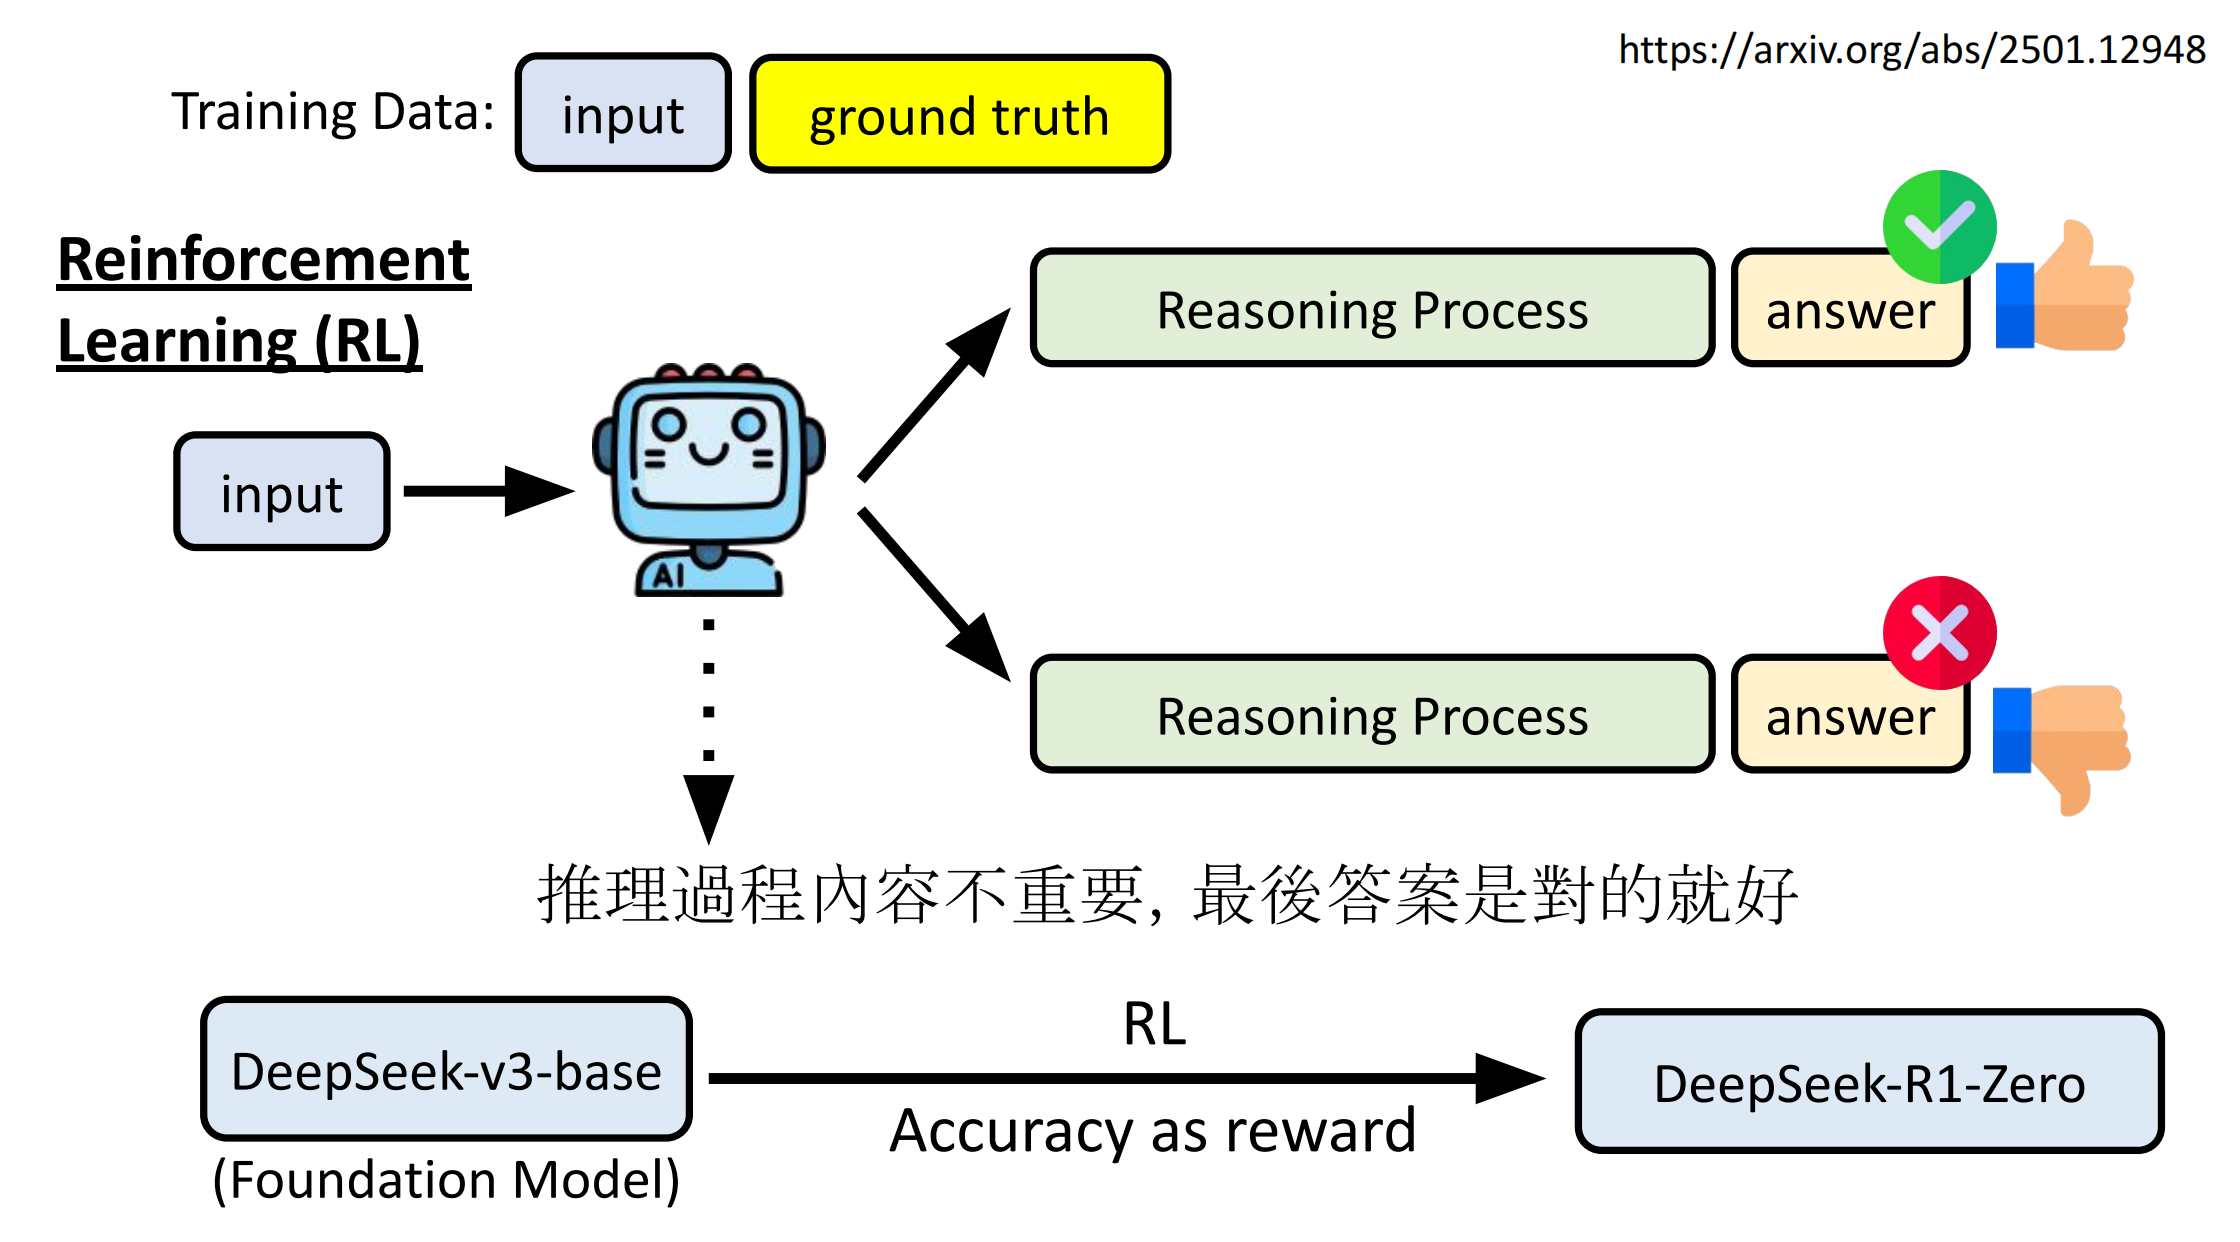 https://arxiv.org/abs/2501.12948
Training Data:
input
ground truth
Reinforcement
Learning (RL)
input
AI
Reasoning Process
answer
Reasoning Process
answer
推理過程內容不重要, 最後答案是對的就好
DeepSeek-v3-base
(Foundation Model)
RL
Accuracy as reward
DeepSeek-R1-Zero